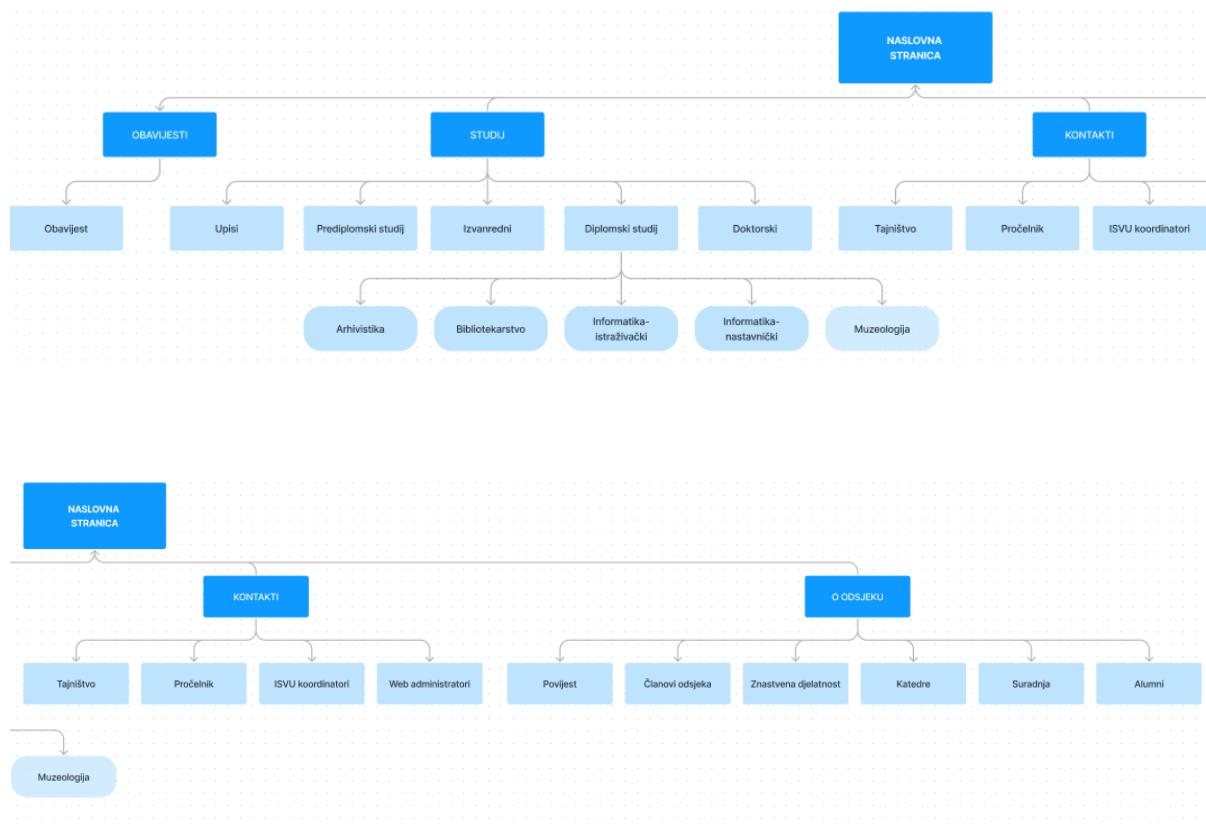 NASLOVNA
STRANICA
OBAVIJESTI
STUDIJ
KONTAKTI
Obavijest
Upisi
Prediplomski studij
Izvanredni
Diplomski studij
Doktorski
Tajništvo
Pročelnik
ISVU koordinatori
Arhivistika
Bibliotekarstvo
Informatika-
istraživački
Informatika-
nastavnički
Muzeologija
NASLOVNA
STRANICA
KONTAKTI
O ODSJEKU
Tajništvo
Pročelnik
ISVU koordinatori
Web administratori
Povijest
Članovi odsjeka
Znastvena djelatnost
Katedre
Suradnja
Alumni
Muzeologija